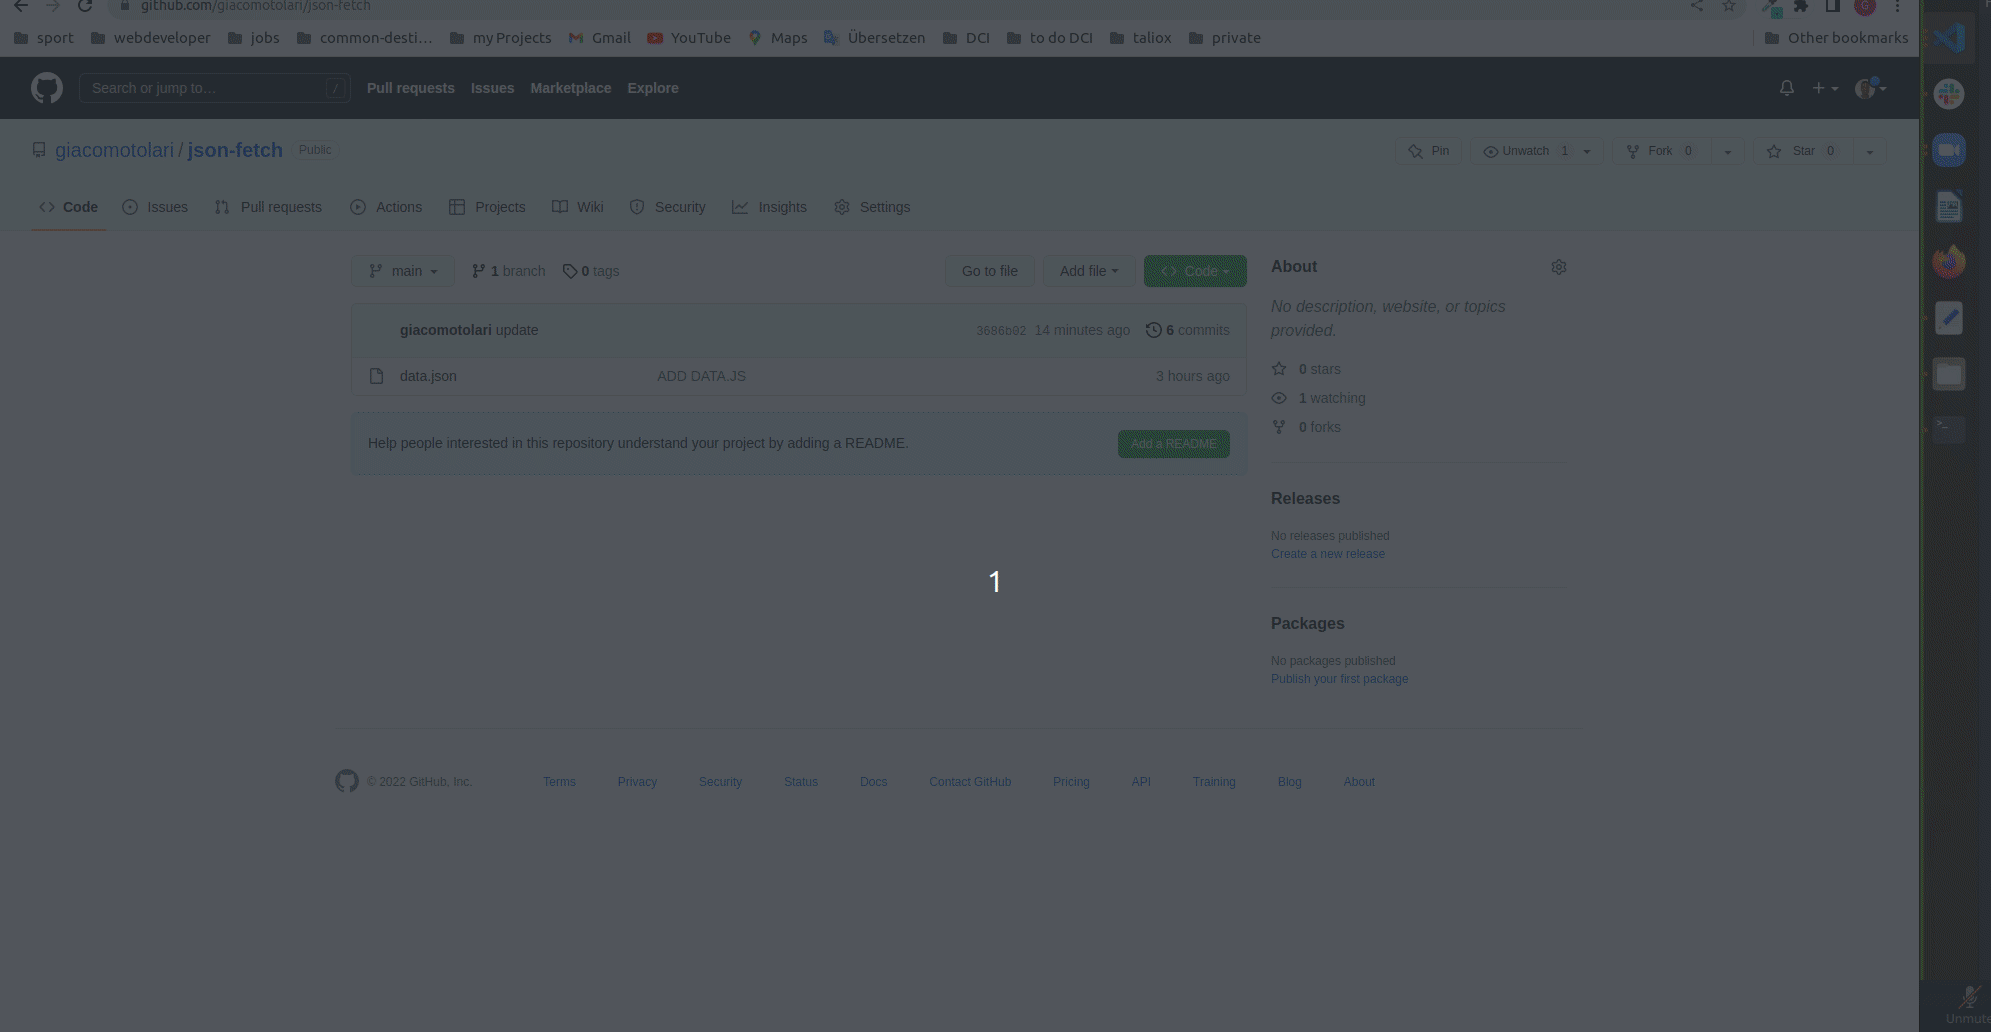 github.com/giacomotolari/json-fetch
G
sport webdeveloper jobs common-desti… my Projects Gmail YouTube Maps Übersetzen DCI to do DCI taliox private Other bookmarks
Search or jump to… / Pull requests Issues Marketplace Explore
giacomotolari / json-fetch Public Pin Unwatch 1 Fork 0 Star 0
Code Issues Pull requests Actions Projects Wiki Security Insights Settings
main 1 branch 0 tags Go to file Add file Code
giacomotolari update 3686b02 14 minutes ago 6 commits
data.json ADD DATA.JS 3 hours ago
Help people interested in this repository understand your project by adding a README. Add a README
About
No description, website, or topics
provided.
0 stars
1 watching
0 forks
Releases
No releases published
Create a new release
Packages
No packages published
Publish your first package
1
© 2022 GitHub, Inc. Terms Privacy Security Status Docs Contact GitHub Pricing API Training Blog About
Unmute